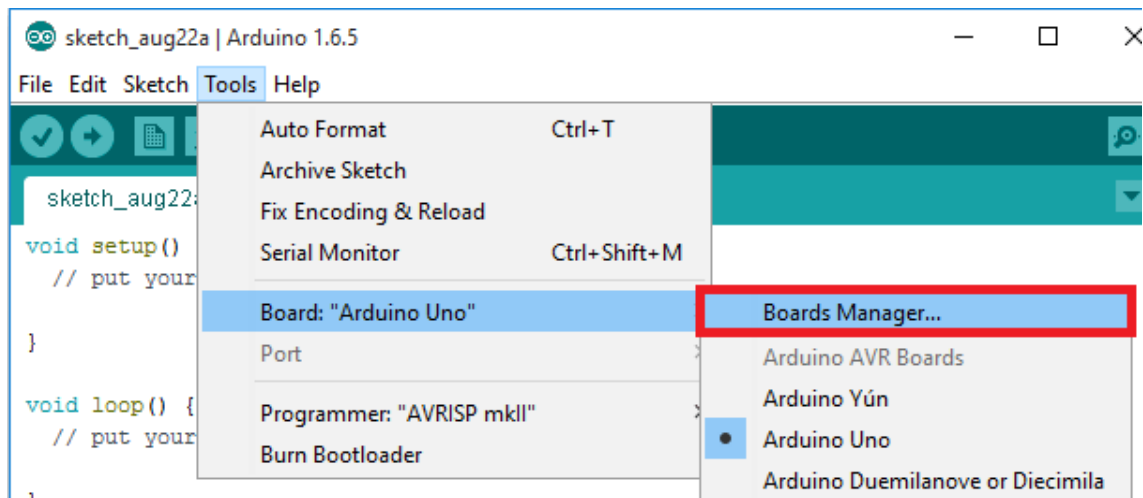 sketch_aug22a | Arduino 1.6.5
File Edit Sketch Tools Help
sketch_aug22a
void setup()
// put your
}
void loop() {
// put your
}
Auto Format Ctrl+T
Archive Sketch
Fix Encoding & Reload
Serial Monitor Ctrl+Shift+M
Board: "Arduino Uno"
Port
Programmer: "AVRISP mkII"
Burn Bootloader
Boards Manager...
Arduino AVR Boards
Arduino Yún
Arduino Uno
Arduino Duemilanove or Diecimila